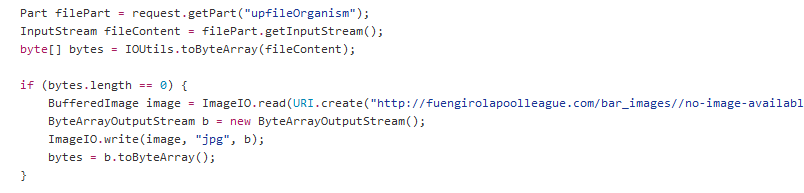 Part filePart = request.getPart("upfileOrganism");
InputStream fileContent = filePart.getInputStream();
byte[] bytes = IOUtils.toByteArray(fileContent);
if (bytes.length == 0) {
BufferedImage image = ImageIO.read(URI.create("http://fuengirolapoolleague.com/bar_images//no-image-availabl
ByteArrayOutputStream b = new ByteArrayOutputStream();
ImageIO.write(image, "jpg", b);
bytes = b.toByteArray();
}